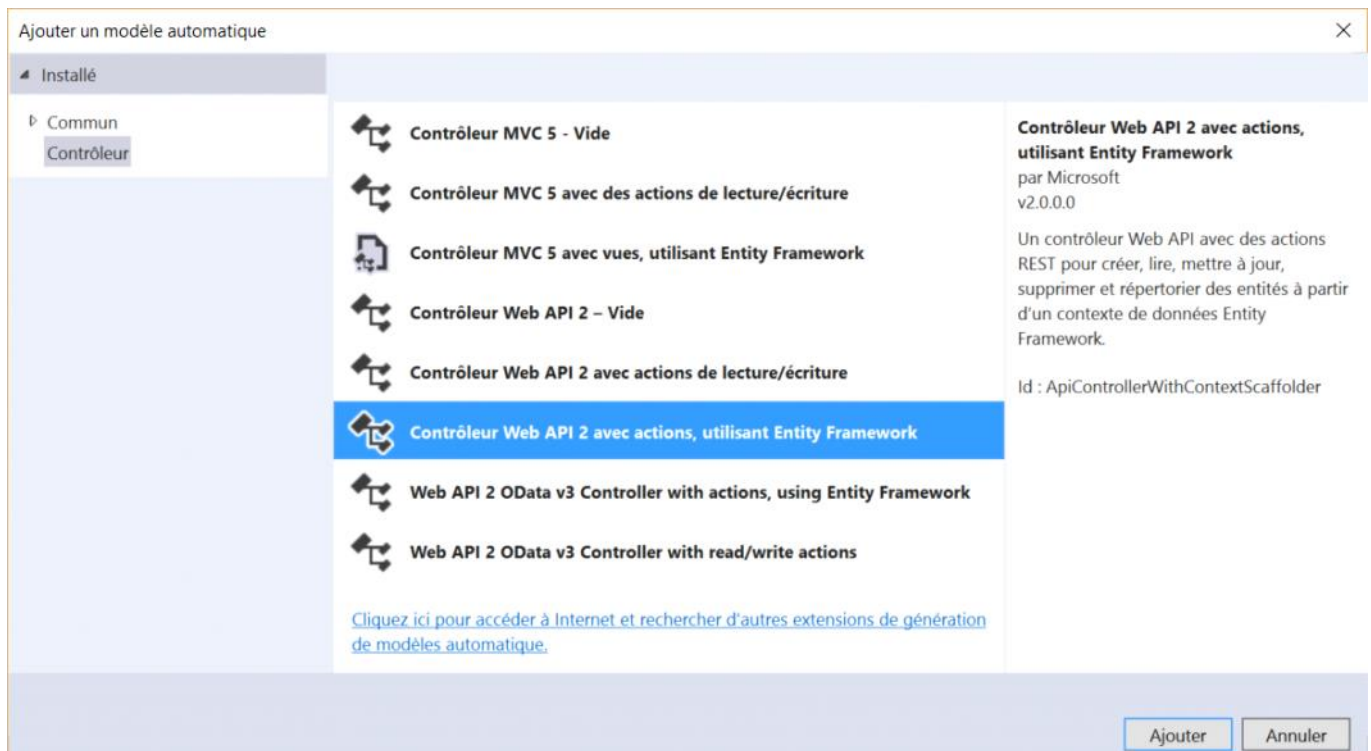 Ajouter un modèle automatique
Installé
Commun
Contrôleur
Contrôleur MVC 5 - Vide
Contrôleur MVC 5 avec des actions de lecture/écriture
Contrôleur MVC 5 avec vues, utilisant Entity Framework
Contrôleur Web API 2 – Vide
Contrôleur Web API 2 avec actions de lecture/écriture
Contrôleur Web API 2 avec actions, utilisant Entity Framework
Web API 2 OData v3 Controller with actions, using Entity Framework
Web API 2 OData v3 Controller with read/write actions
Cliquez ici pour accéder à Internet et rechercher d'autres extensions de génération
de modèles automatique.
Contrôleur Web API 2 avec actions,
utilisant Entity Framework
par Microsoft
v2.0.0.0
Un contrôleur Web API avec des actions
REST pour créer, lire, mettre à jour,
supprimer et répertorier des entités à partir
d'un contexte de données Entity
Framework.
Id : ApiControllerWithContextScaffolder
Ajouter
Annuler